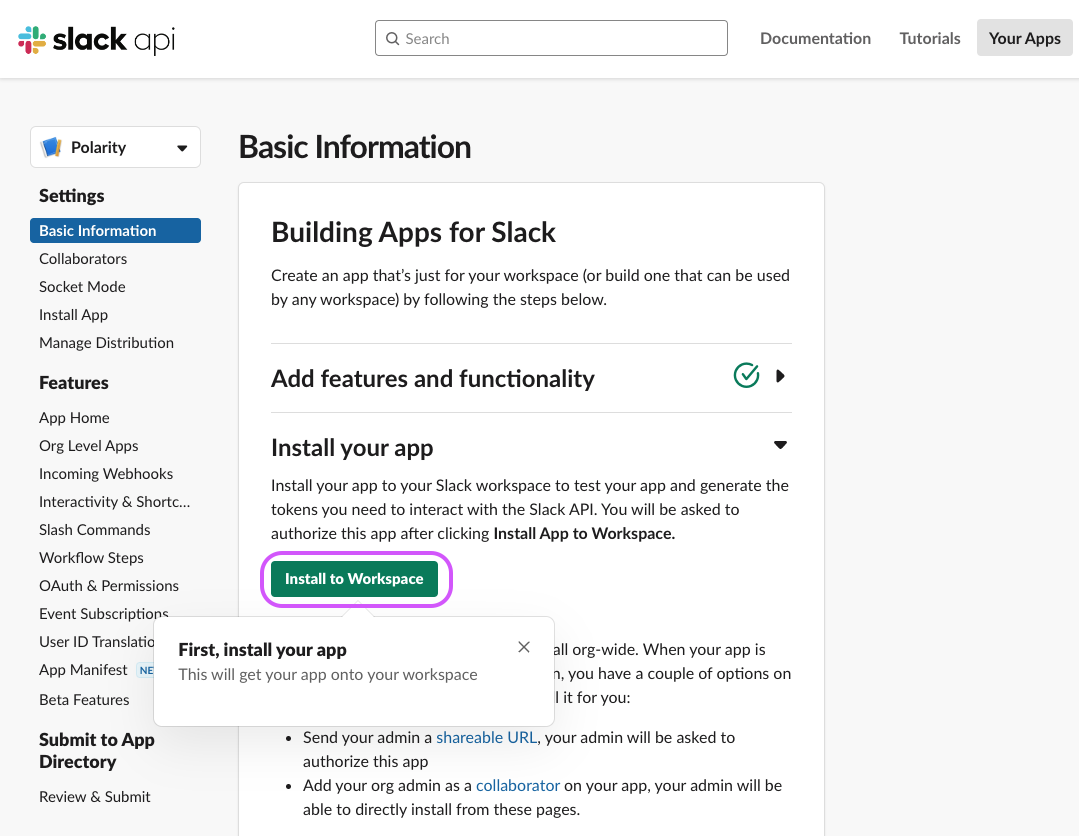 slack api
Search
Documentation
Tutorials
Your Apps
Polarity
Settings
Basic Information
Collaborators
Socket Mode
Install App
Manage Distribution
Features
App Home
Org Level Apps
Incoming Webhooks
Interactivity & Shortc...
Slash Commands
Workflow Steps
OAuth & Permissions
Event Subscriptions
User ID Translatio
App Manifest NE
Beta Features
Submit to App
Directory
Review & Submit
Basic Information
Building Apps for Slack
Create an app that’s just for your workspace (or build one that can be used
by any workspace) by following the steps below.
Add features and functionality
Install your app
Install your app to your Slack workspace to test your app and generate the
tokens you need to interact with the Slack API. You will be asked to
authorize this app after clicking Install App to Workspace.
Install to Workspace
First, install your app
This will get your app onto your workspace
all org-wide. When your app is
, you have a couple of options on
it for you:
• Send your admin a shareable URL, your admin will be asked to
authorize this app
• Add your org admin as a collaborator on your app, your admin will be
able to directly install from these pages.